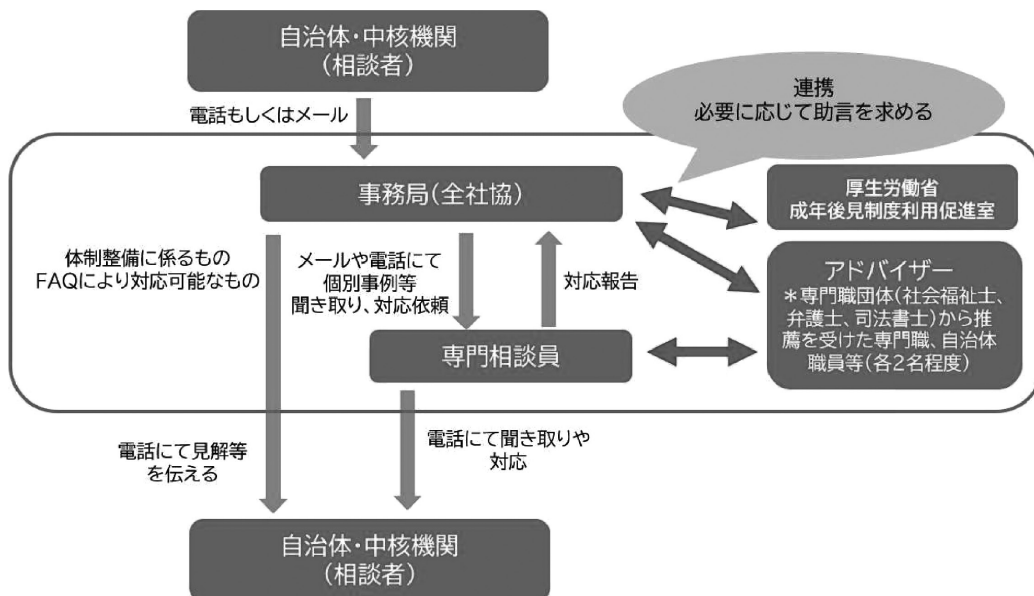 自治体・中核機関
(相談者)
電話もしくはメール
連携
必要に応じて助言を求める
事務局(全社協)
厚生労働省
成年後見制度利用促進室
体制整備に係るもの
FAQにより対応可能なもの
メールや電話にて
個別事例等
聞き取り、対応依頼
対応報告
アドバイザー
*専門職団体(社会福祉士、
弁護士、司法書士)から推
薦を受けた専門職、自治体
職員等(各2名程度)
専門相談員
電話にて見解等
を伝える
電話にて聞き取りや
対応
自治体・中核機関
(相談者)